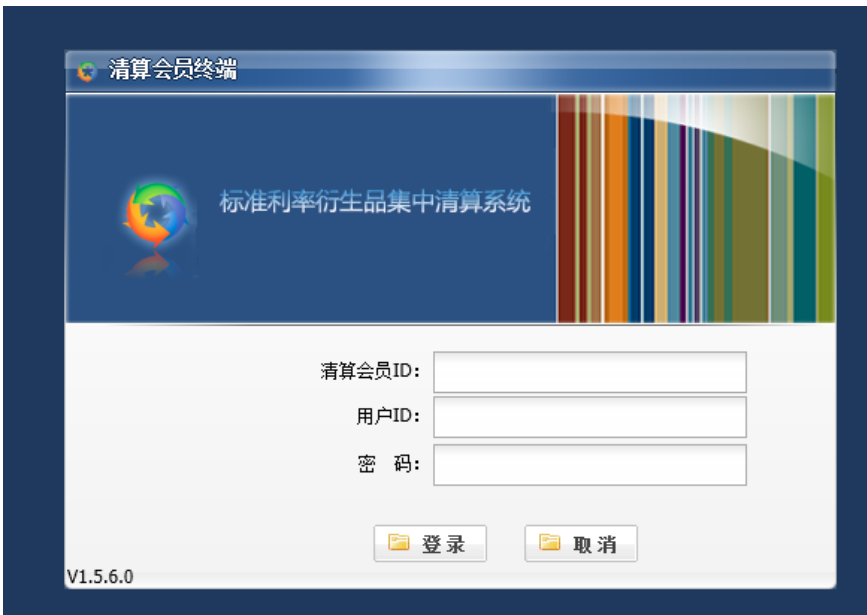 清算会员终端
标准利率衍生品集中清算系统
清算会员ID:
用户ID:
密 码:
登录 取消
V1.5.6.0